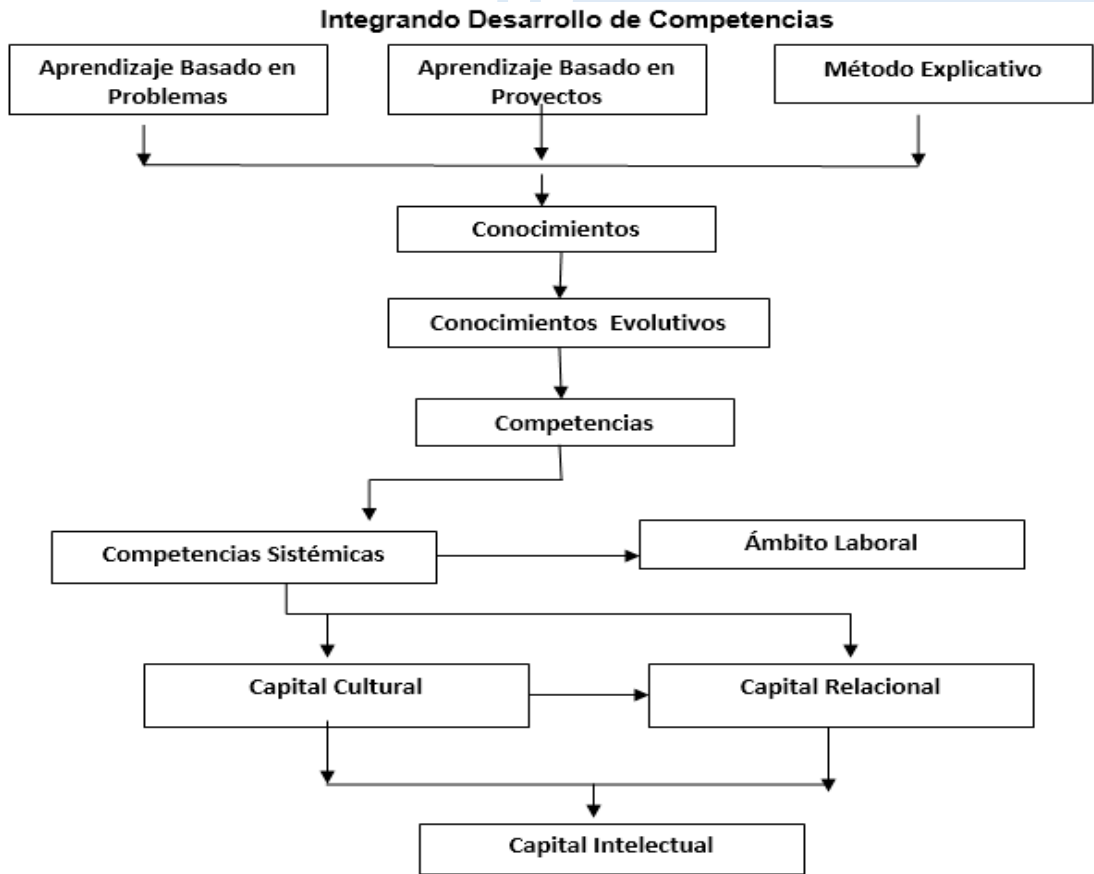 Integrando Desarrollo de Competencias
Aprendizaje Basado en
Problemas
Aprendizaje Basado en
Proyectos
Método Explicativo
Conocimientos
Conocimientos Evolutivos
Competencias
Competencias Sistémicas
Ámbito Laboral
Capital Cultural
Capital Relacional
Capital Intelectual